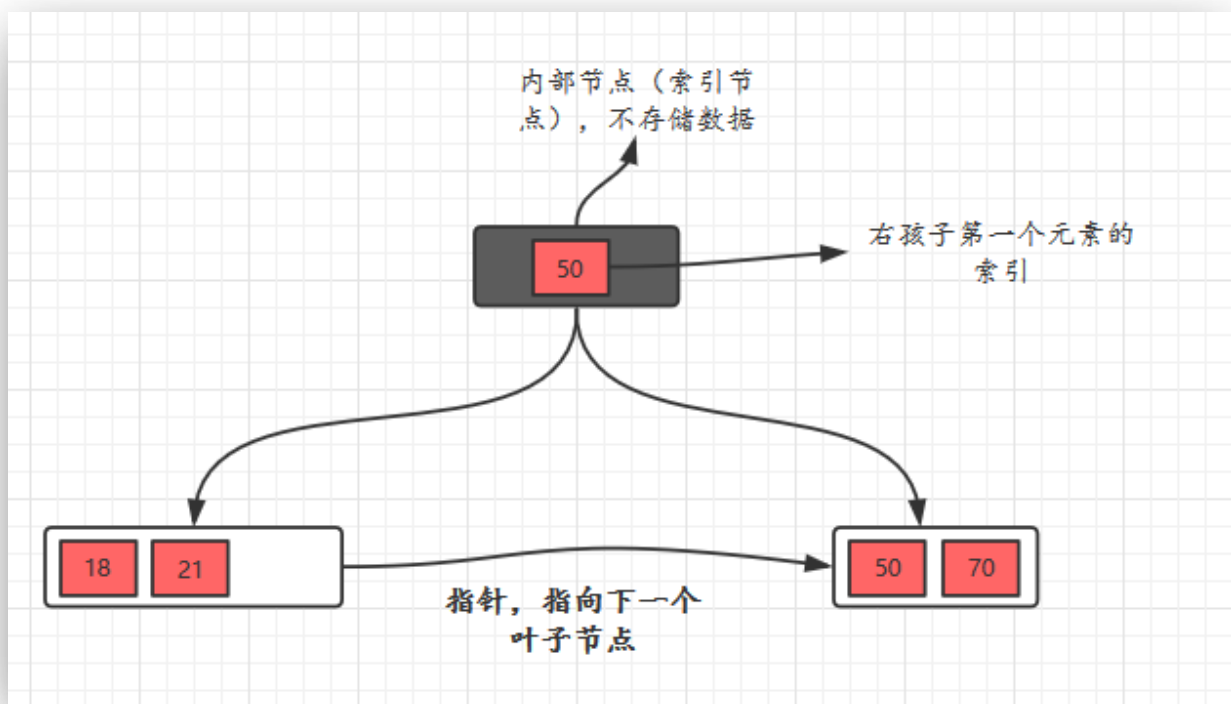 内部节点（索引节
点），不存储数据
50
右孩子第一个元素的
索引
18
21
50
70
指针，指向下一个
叶子节点